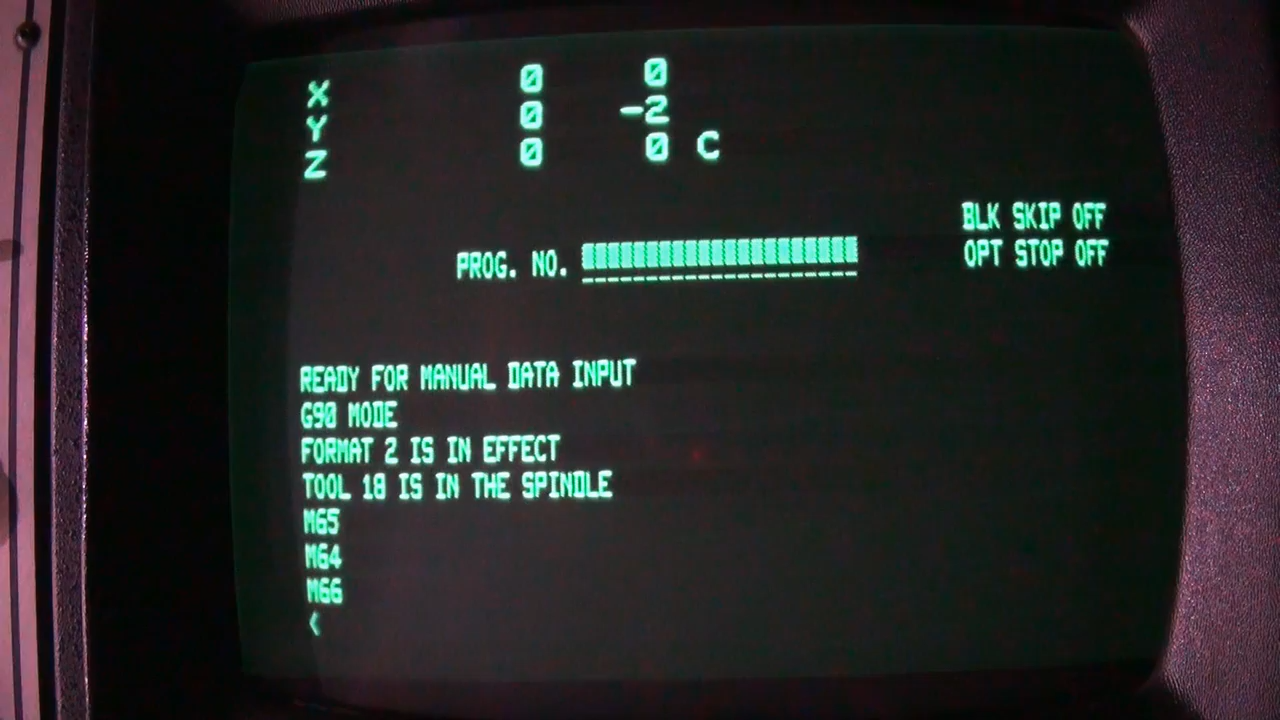 X 0 0
Y 0 -2
Z 0 0 C
BLK SKIP OFF
PROG. NO.
OPT STOP OFF
READY FOR MANUAL DATA INPUT
G90 MODE
FORMAT 2 IS IN EFFECT
TOOL 18 IS IN THE SPINDLE
M65
M64
M66
<